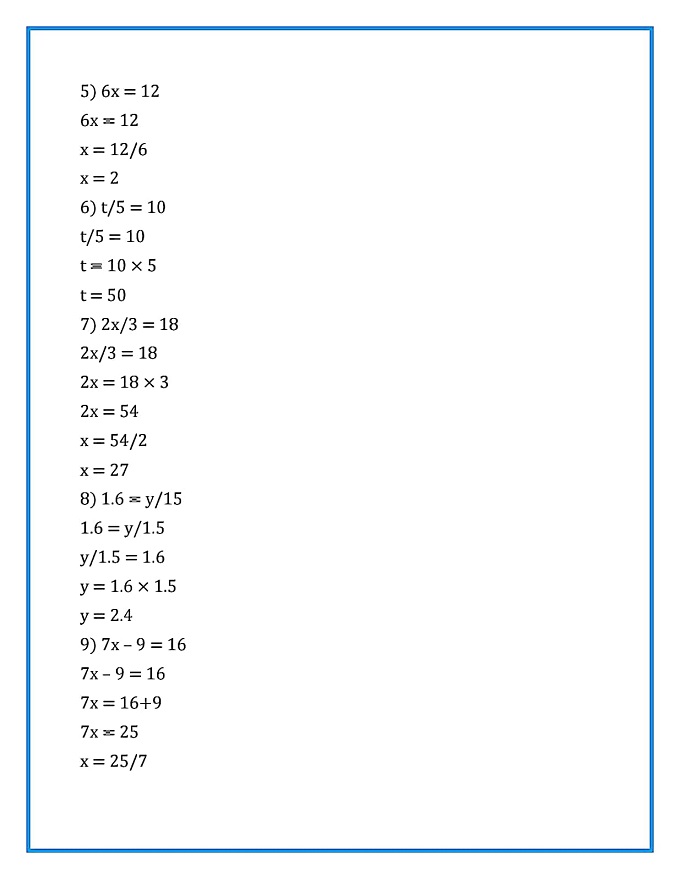 5) 6x = 12
6x = 12
x = 12/6
x = 2
6) t/5 = 10
t/5 = 10
t = 10 × 5
t = 50
7) 2x/3 = 18
2x/3 = 18
2x = 18 × 3
2x = 54
x = 54/2
x = 27
8) 1.6 = y/15
1.6 = y/1.5
y/1.5 = 1.6
y = 1.6 × 1.5
y = 2.4
9) 7x – 9 = 16
7x – 9 = 16
7x = 16+9
7x = 25
x = 25/7